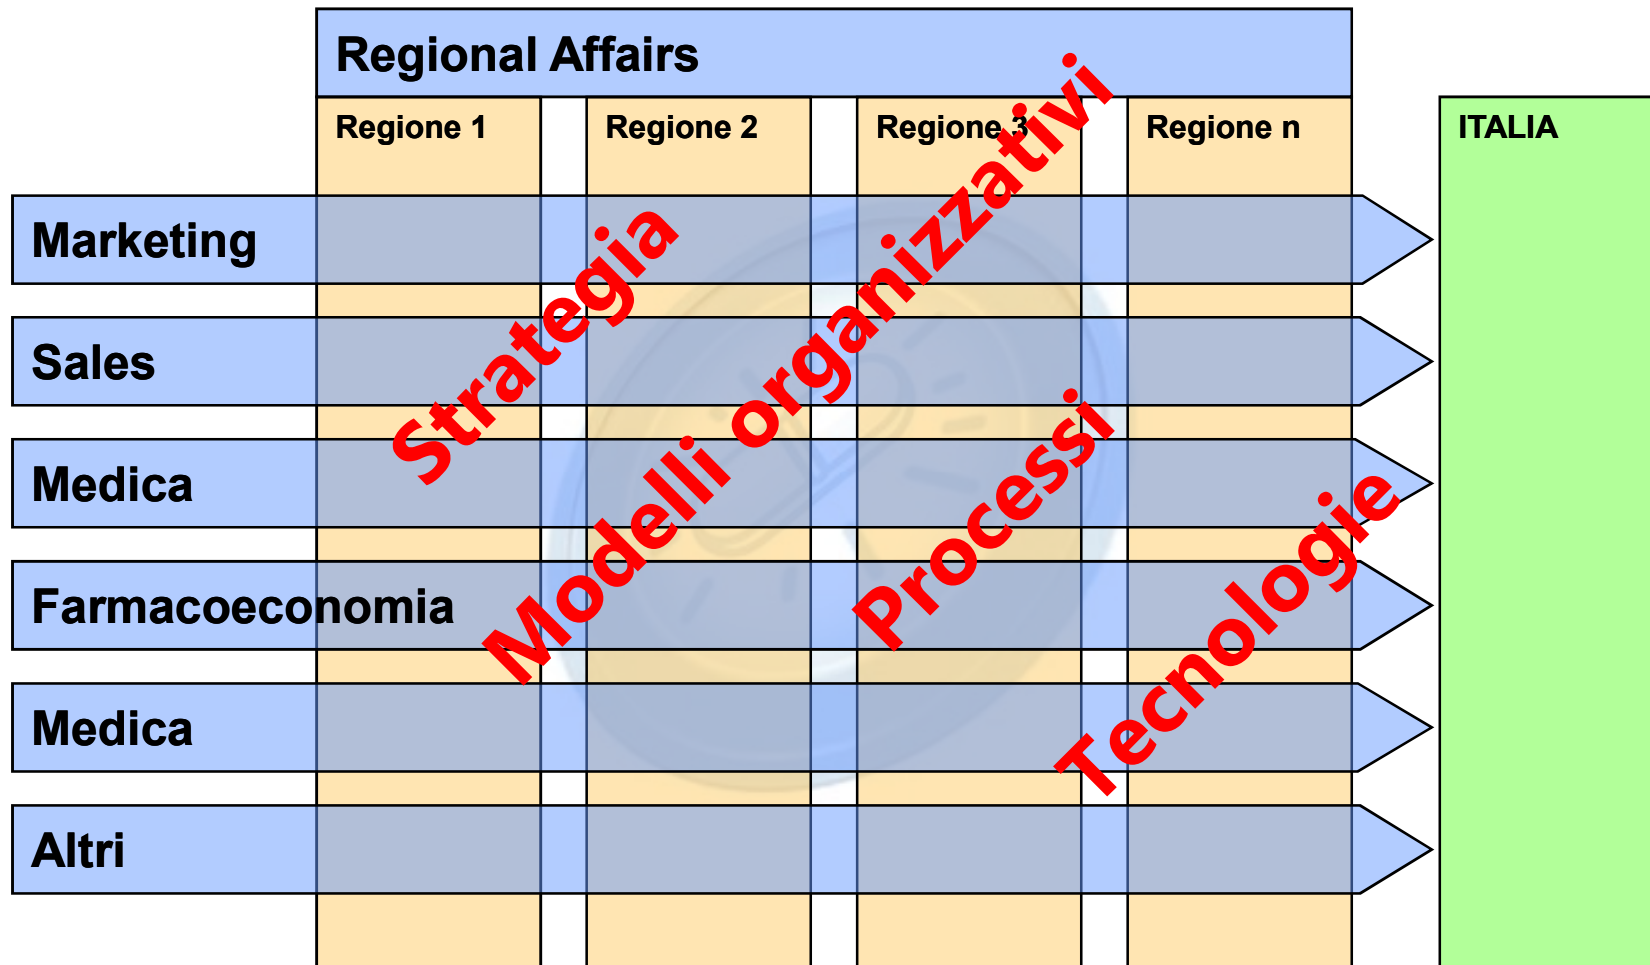 Regional Affairs
Regione 1
Regione 2
Regione 3
Regione n
ITALIA
Marketing
Sales
Medica
Farmacoeconomia
Medica
Altri
Strategia
Modelli organizzativi
Processi
Tecnologie